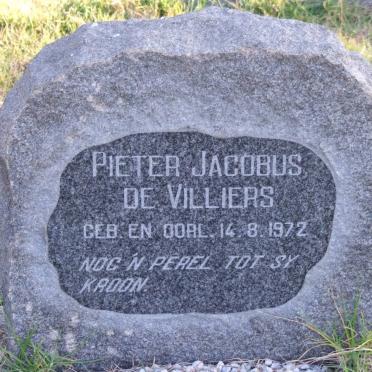 PIETER JACOBUS
DE VILLIERS
GEB EN OORL. 14.8.1972
NOG 'N PEREL TOT SY
KROON.